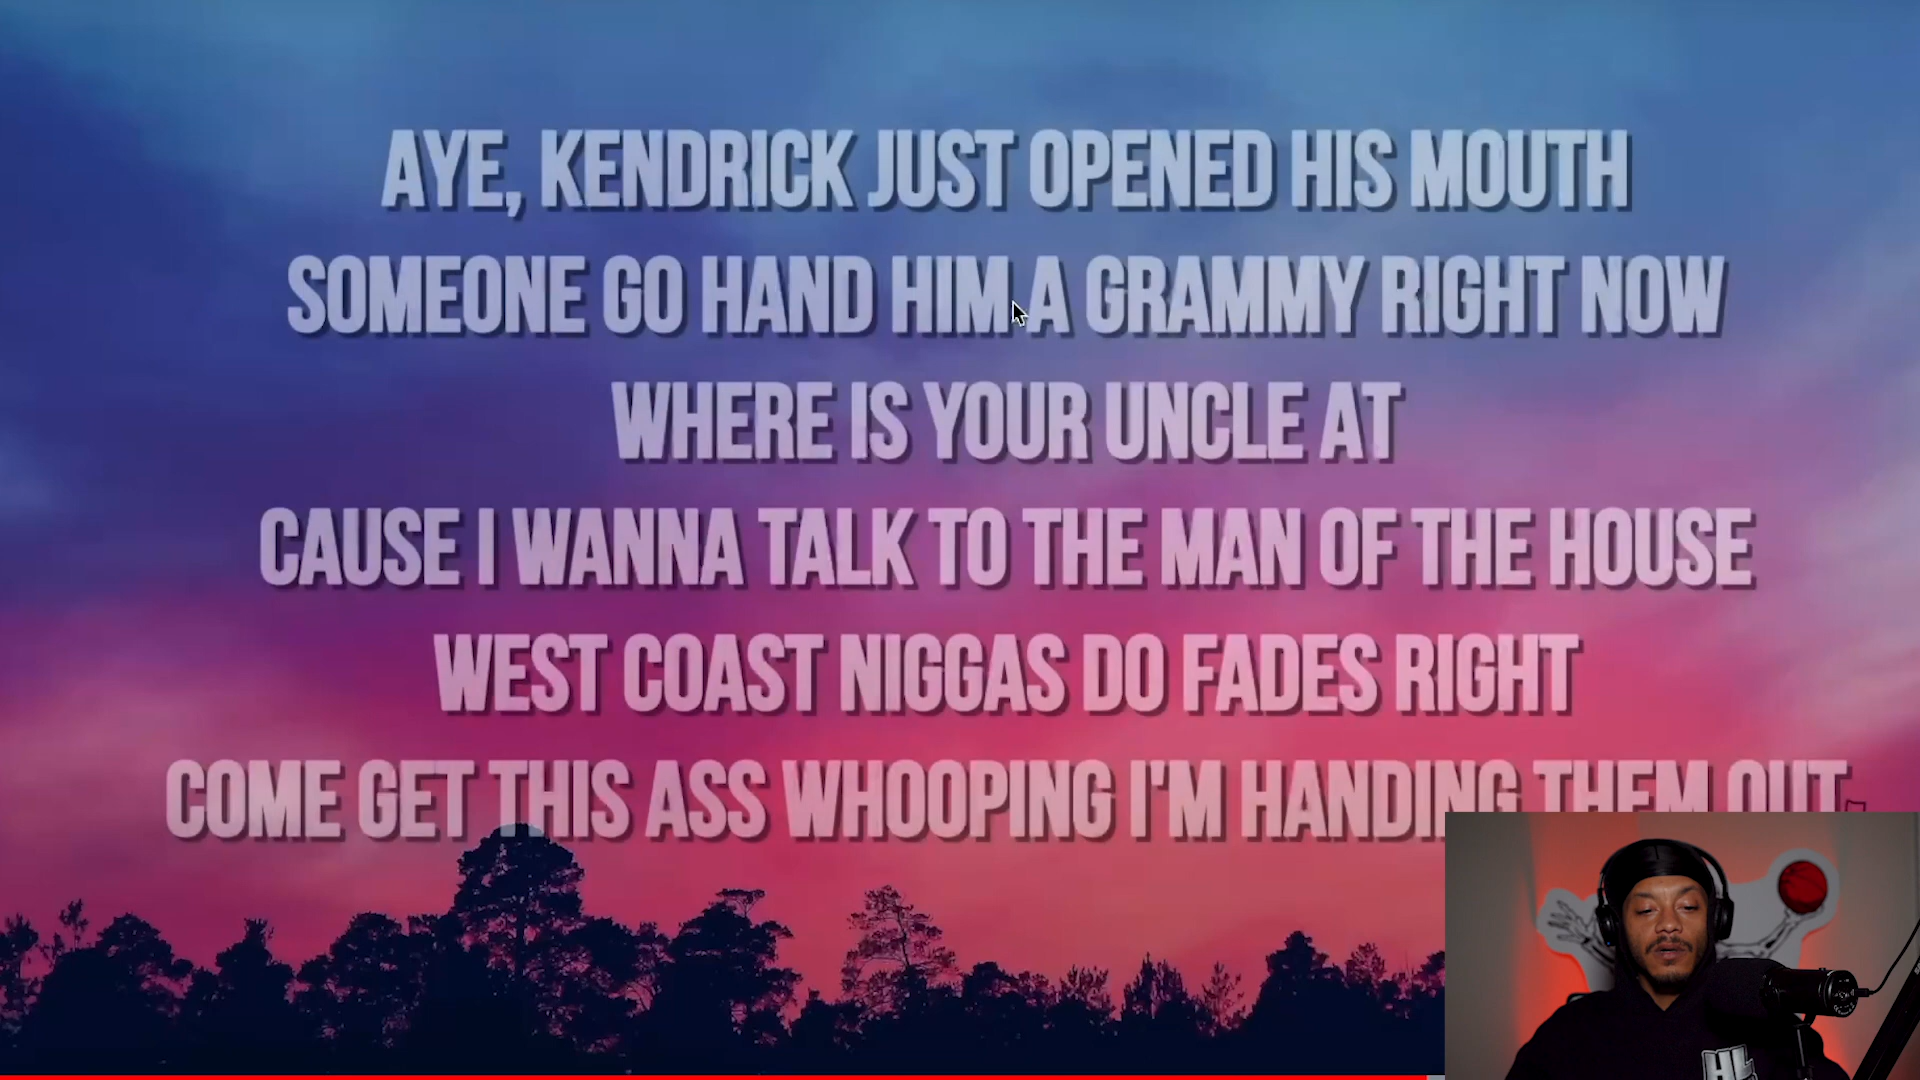 AYE, KENDRICK JUST OPENED HIS MOUTH
SOMEONE GO HAND HIM A GRAMMY RIGHT NOW
WHERE IS YOUR UNCLE AT
CAUSE I WANNA TALK TO THE MAN OF THE HOUSE
WEST COAST NIGGAS DO FADES RIGHT
COME GET THIS ASS WHOOPING I'M HANDING THEM OUT
HL